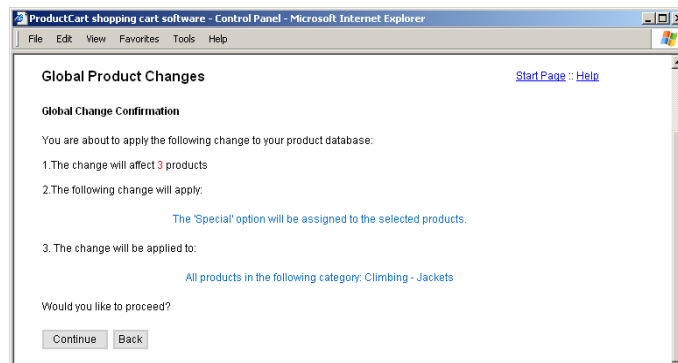 ProductCart shopping cart software - Control Panel - Microsoft Internet Explorer
File Edit View Favorites Tools Help
Global Product Changes
Start Page :: Help
Global Change Confirmation
You are about to apply the following change to your product database:
1.The change will affect 3 products
2.The following change will apply:
The 'Special' option will be assigned to the selected products.
3. The change will be applied to:
All products in the following category: Climbing - Jackets
Would you like to proceed?
Continue Back